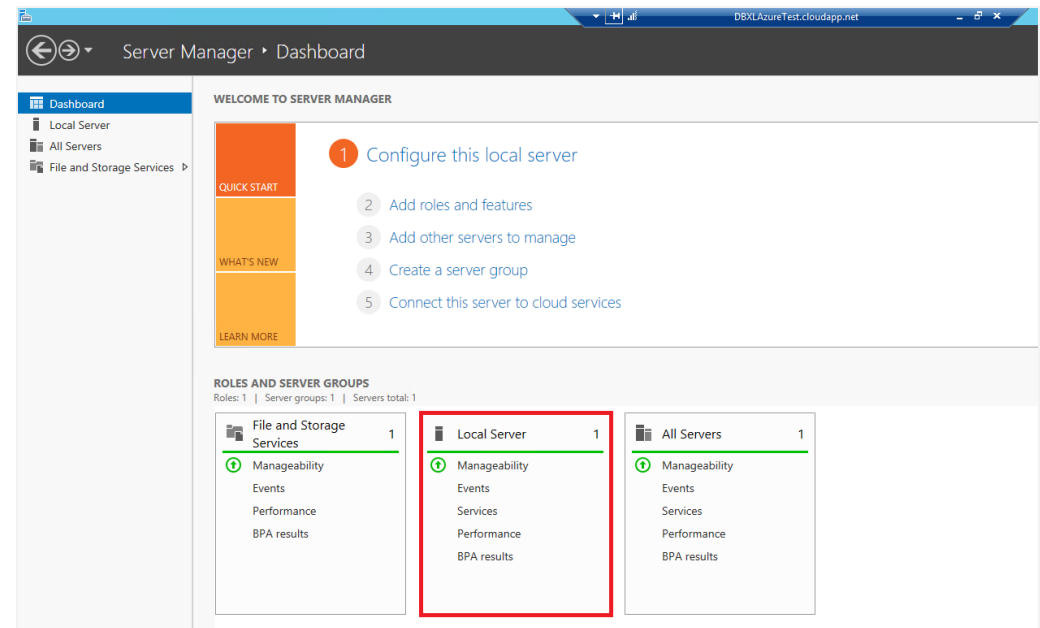 DBXLAzureTest.cloudapp.net
Server Manager • Dashboard
Dashboard
Local Server
All Servers
File and Storage Services
WELCOME TO SERVER MANAGER
QUICK START
WHAT'S NEW
LEARN MORE
1 Configure this local server
2 Add roles and features
3 Add other servers to manage
4 Create a server group
5 Connect this server to cloud services
ROLES AND SERVER GROUPS
Roles: 1 | Server groups: 1 | Servers total: 1
File and Storage
Services 1
Manageability
Events
Performance
BPA results
Local Server 1
Manageability
Events
Services
Performance
BPA results
All Servers 1
Manageability
Events
Services
Performance
BPA results